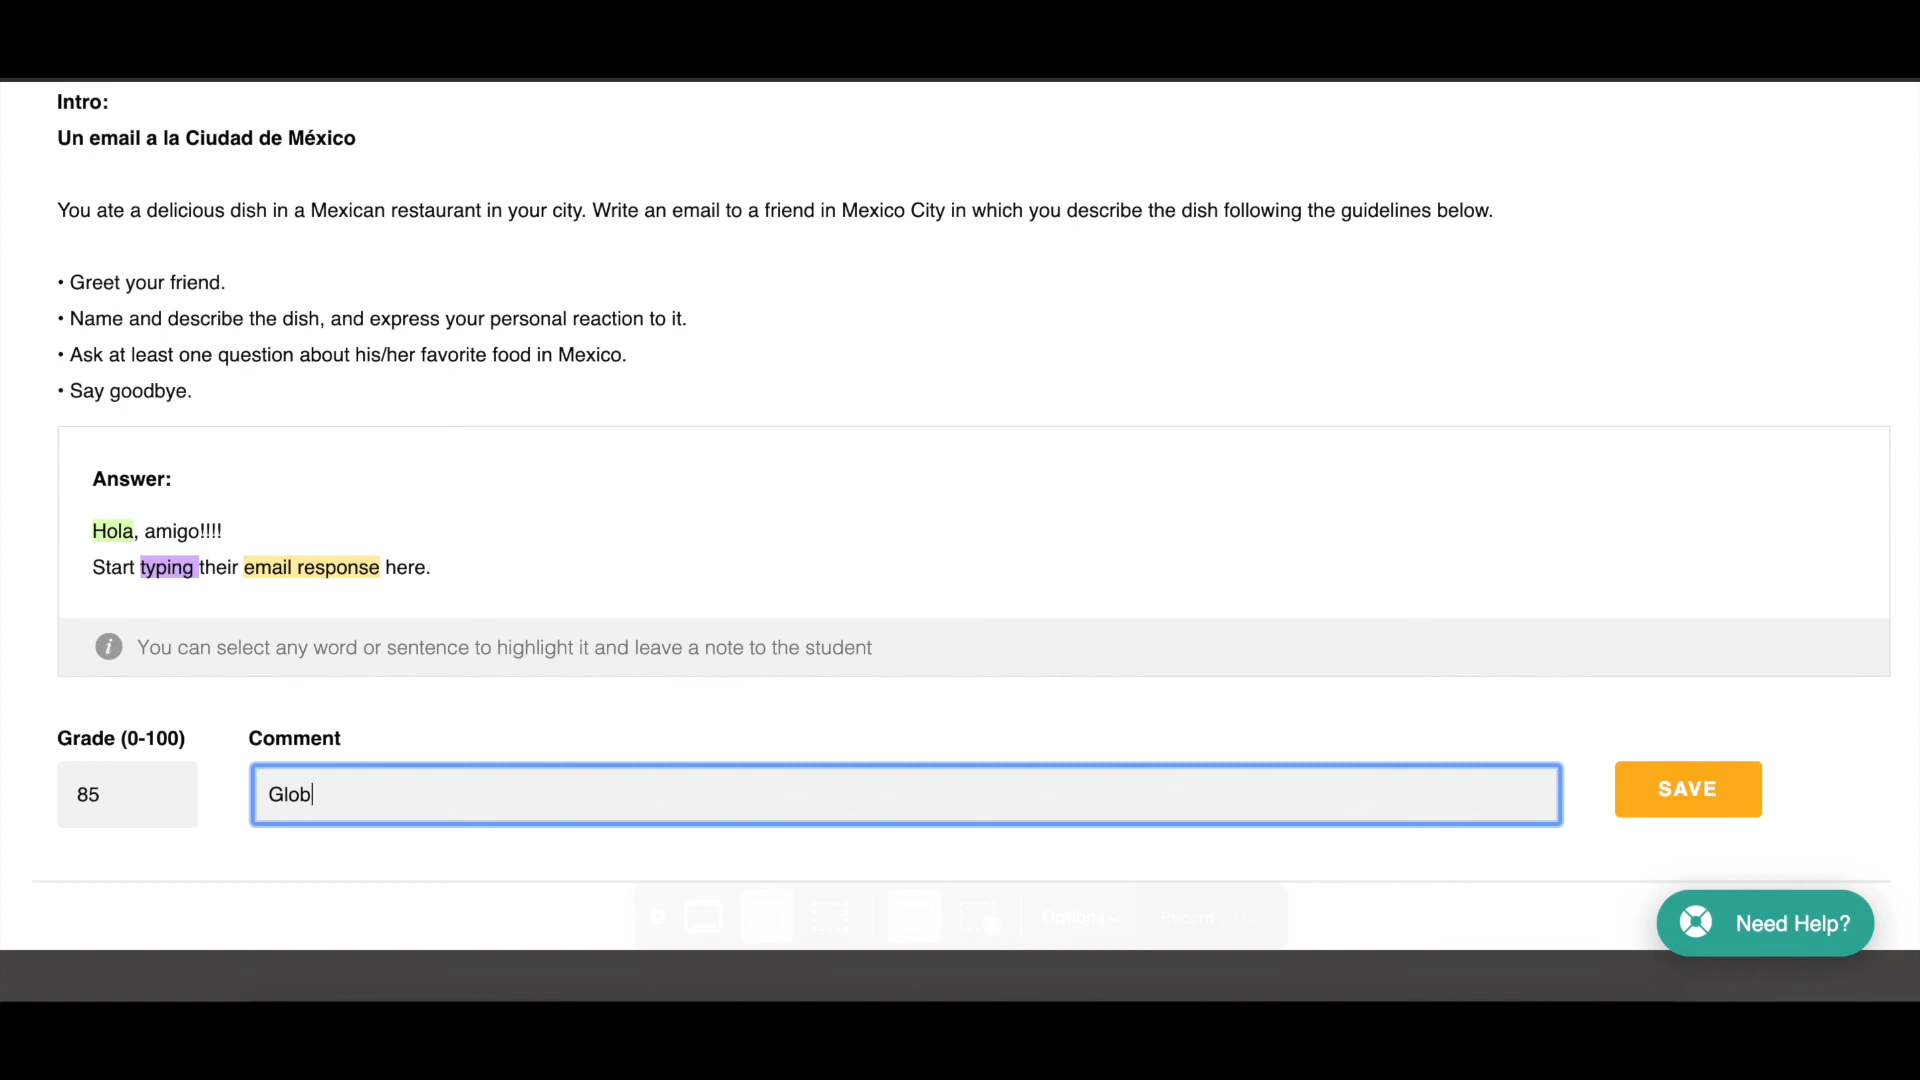 Intro:
Un email a la Ciudad de México
You ate a delicious dish in a Mexican restaurant in your city. Write an email to a friend in Mexico City in which you describe the dish following the guidelines below.
• Greet your friend.
• Name and describe the dish, and express your personal reaction to it.
• Ask at least one question about his/her favorite food in Mexico.
• Say goodbye.
Answer:
Hola, amigo!!!!
Start typing their email response here.
i You can select any word or sentence to highlight it and leave a note to the student
Grade (0-100) Comment
85 Glob SAVE
Options
Need Help?